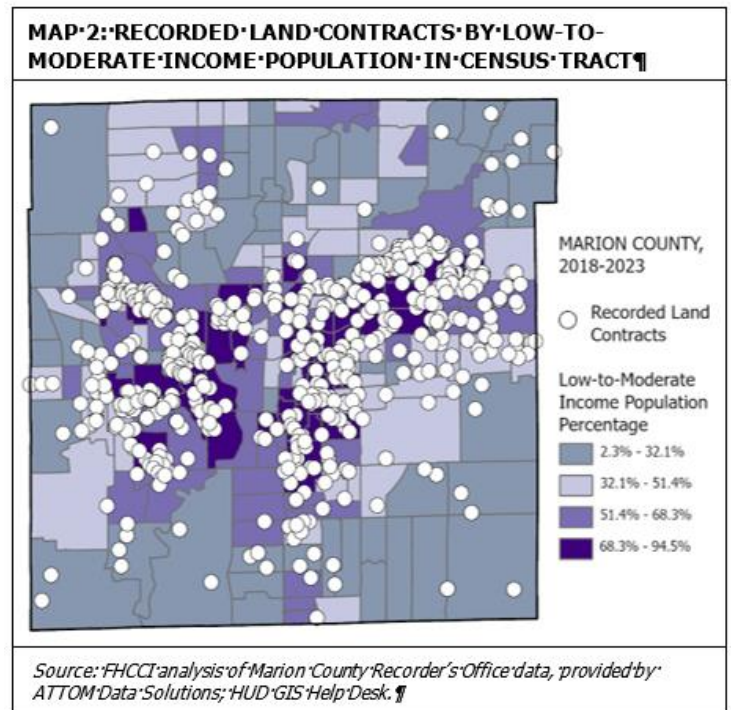 MAP·2:·RECORDED·LAND·CONTRACTS·BY·LOW-TO-
MODERATE·INCOME·POPULATION·IN·CENSUS·TRACT¶
MARION COUNTY,
2018-2023
Recorded Land
Contracts
Low-to-Moderate
Income Population
Percentage
2.3% - 32.1%
32.1% - 51.4%
51.4% - 68.3%
68.3% - 94.5%
Source:·FHCCI·analysis·of·Marion·County·Recorder's·Office·data,·provided·by·
ATTOM·Data·Solutions;·HUD·GIS·Help·Desk.·¶